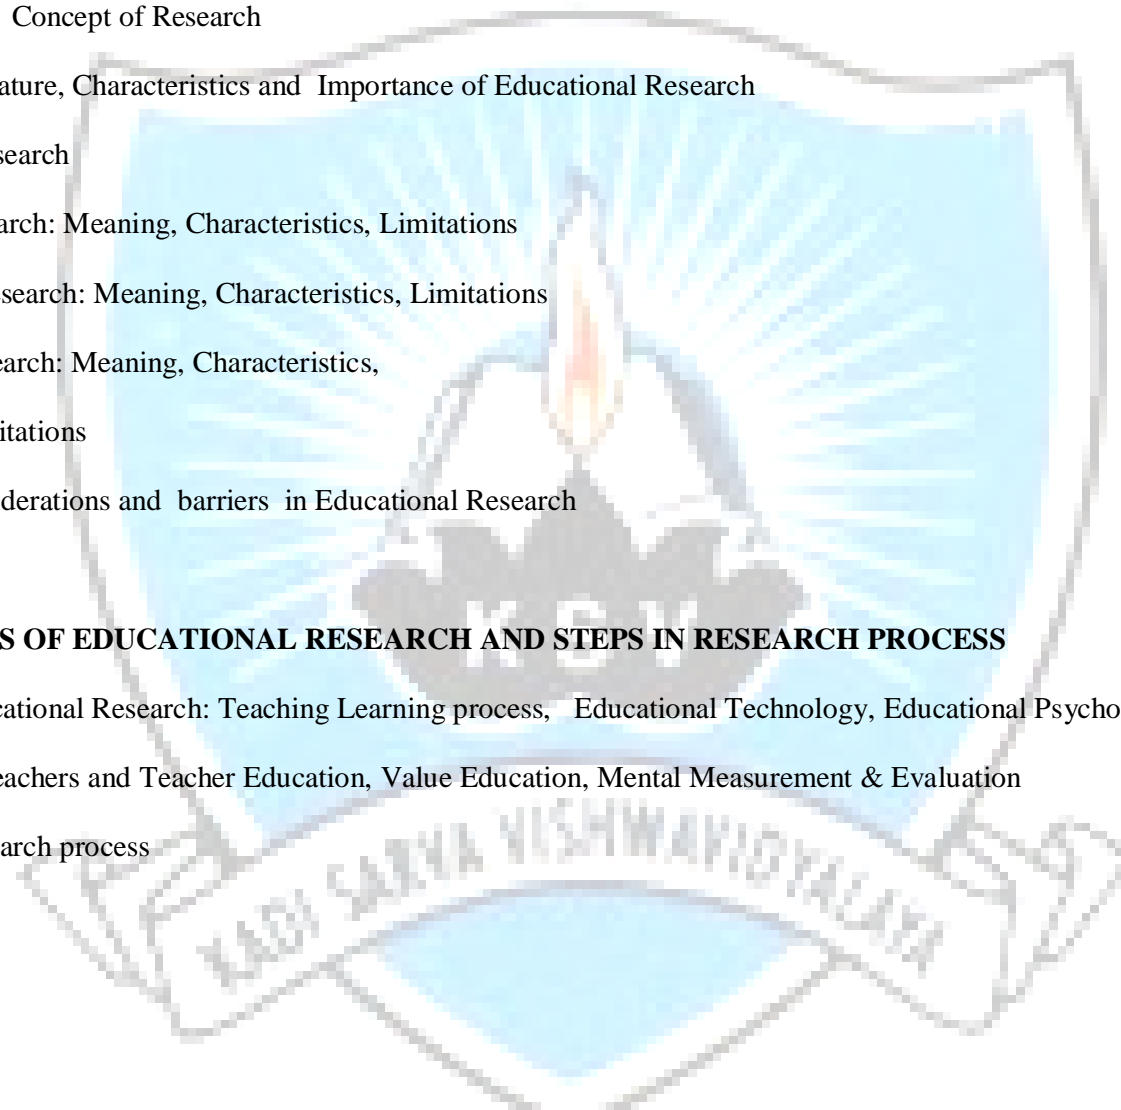 Concept of Research
ature, Characteristics and Importance of Educational Research
search
arch: Meaning, Characteristics, Limitations
search: Meaning, Characteristics, Limitations
earch: Meaning, Characteristics,
itations
derations and barriers in Educational Research
KSV
S OF EDUCATIONAL RESEARCH AND STEPS IN RESEARCH PROCESS
cational Research: Teaching Learning process, Educational Technology, Educational Psycho
eachers and Teacher Education, Value Education, Mental Measurement & Evaluation
arch process
KADI SARVA VISHWAVIDYALAYA